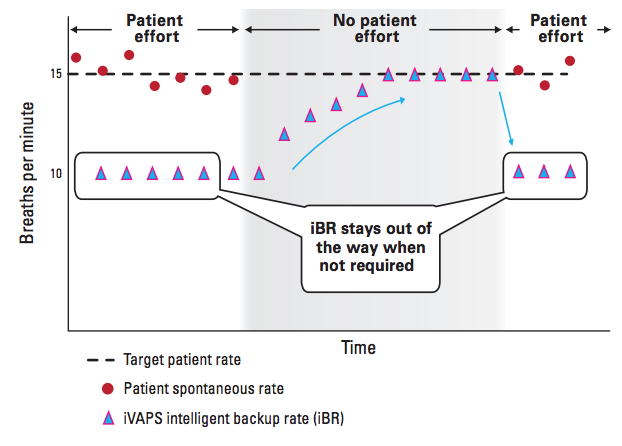 Patient
effort
No patient
effort
Patient
effort
15
10
Breaths per minute
iBR stays out of
the way when
not required
Time
Target patient rate
Patient spontaneous rate
iVAPS intelligent backup rate (iBR)